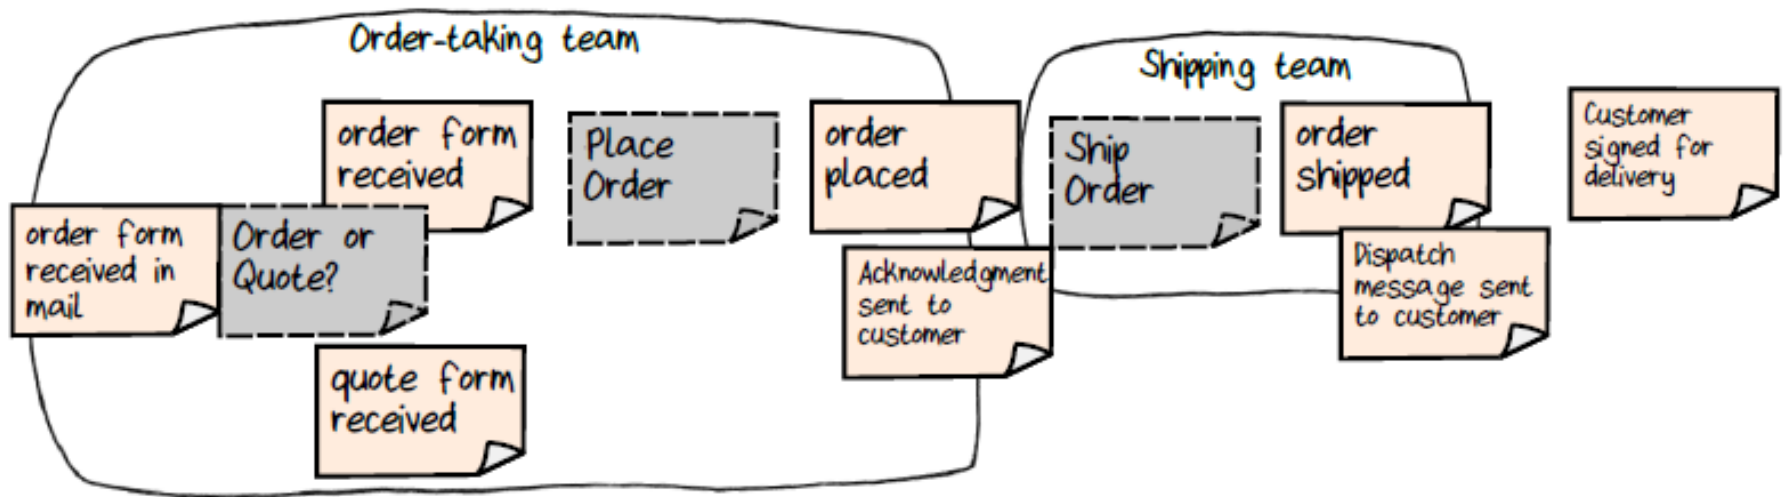 Order-taking team
Shipping team
order form
received
Place
Order
order
placed
Ship
Order
order
shipped
Customer
signed for
delivery
order form
received in
mail
Order or
Quote?
Acknowledgment
sent to
customer
Dispatch
message sent
to customer
quote form
received